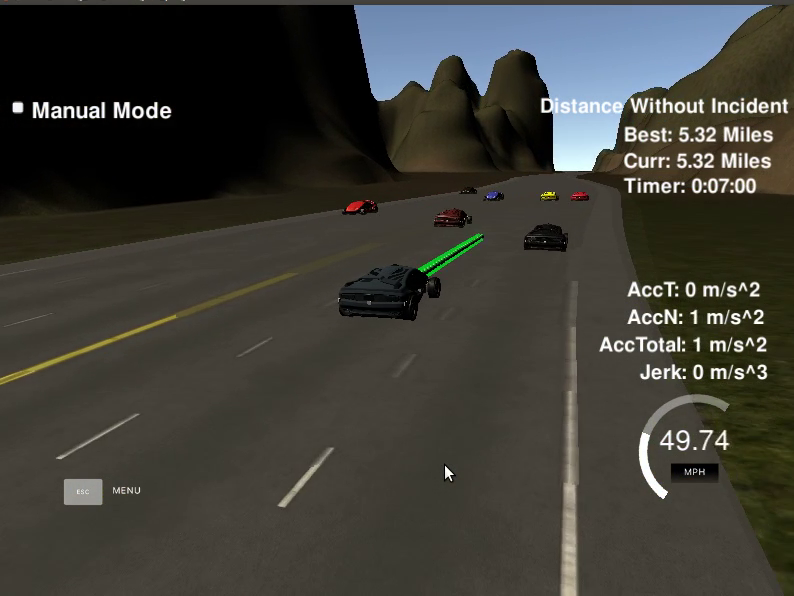 Manual Mode
Distance Without Incident
Best: 5.32 Miles
Curr: 5.32 Miles
Timer: 0:07:00
AccT: 0 m/s^2
AccN: 1 m/s^2
AccTotal: 1 m/s^2
Jerk: 0 m/s^3
49.74
MPH
ESC MENU